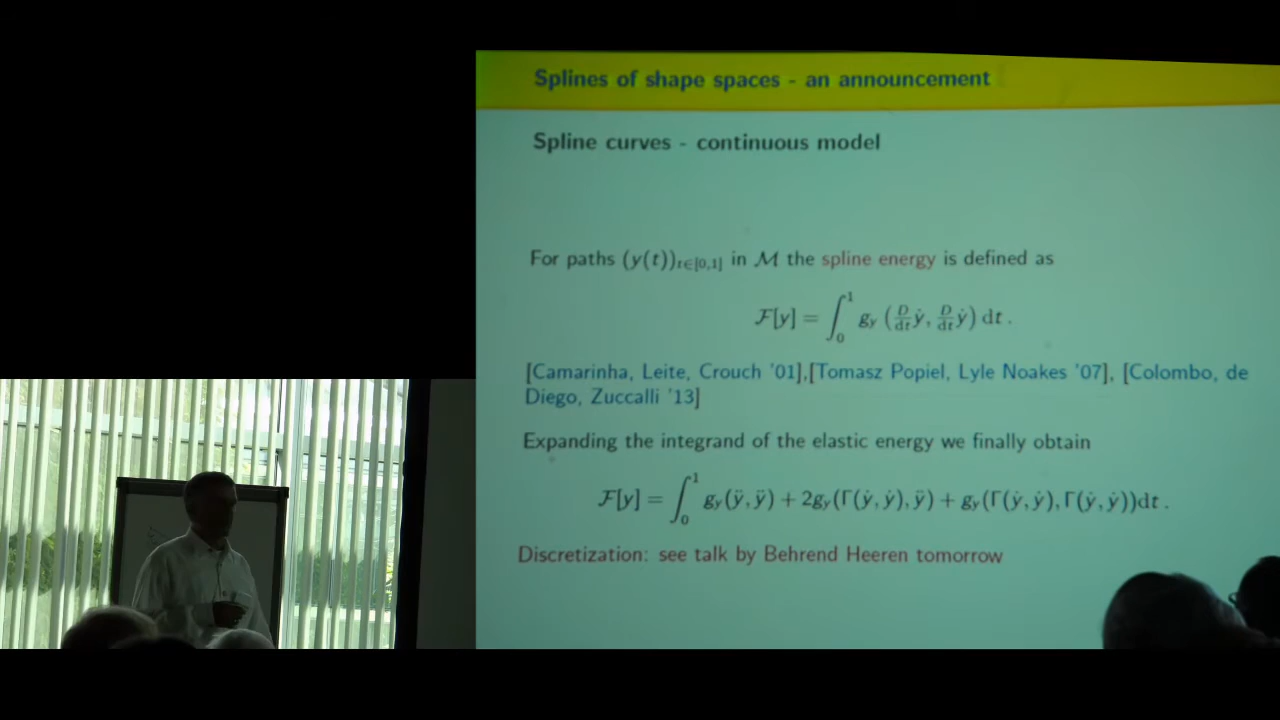 Splines of shape spaces - an announcement
Spline curves - continuous model
For paths (y(t))_{t∈[0,1]} in ℳ the spline energy is defined as
ℱ[y] = ∫_0^1 g_y (D/dt ẏ, D/dt ẏ) dt .
[Camarinha, Leite, Crouch '01],[Tomasz Popiel, Lyle Noakes '07], [Colombo, de
Diego, Zuccalli '13]
Expanding the integrand of the elastic energy we finally obtain
ℱ[y] = ∫_0^1 g_y(ÿ, ÿ) + 2g_y(Γ(ẏ, ẏ), ÿ) + g_y(Γ(ẏ, ẏ), Γ(ẏ, ẏ))dt .
Discretization: see talk by Behrend Heeren tomorrow